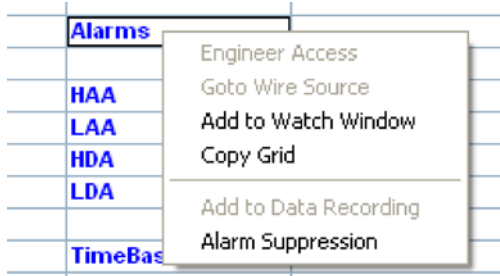 Alarms
HAA
LAA
HDA
LDA
Engineer Access
Goto Wire Source
Add to Watch Window
Copy Grid
Add to Data Recording
Alarm Suppression